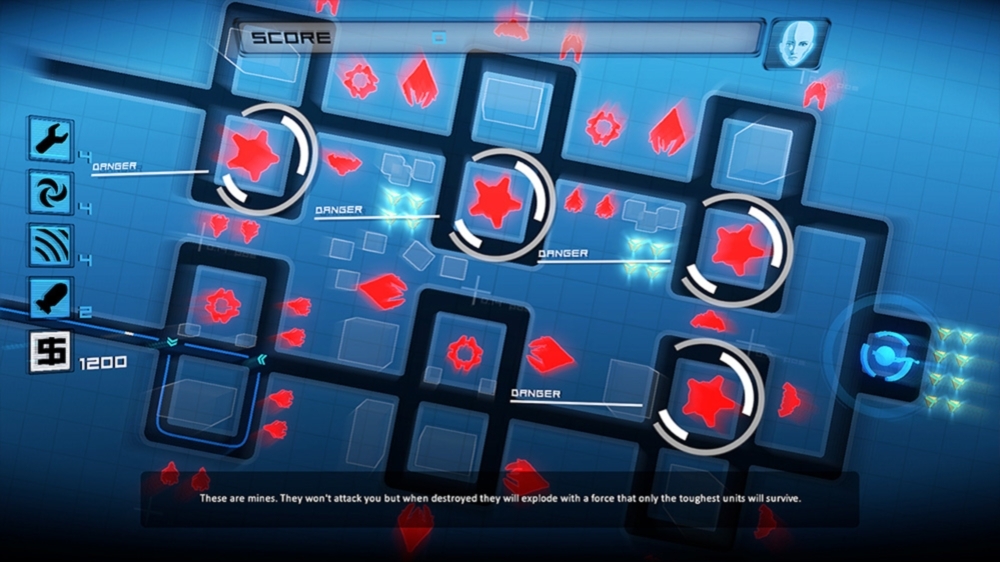 SCORE
0
4
DANGER
4
DANGER
DANGER
4
2
1200
DANGER
These are mines. They won't attack you but when destroyed they will explode with a force that only the toughest units will survive.